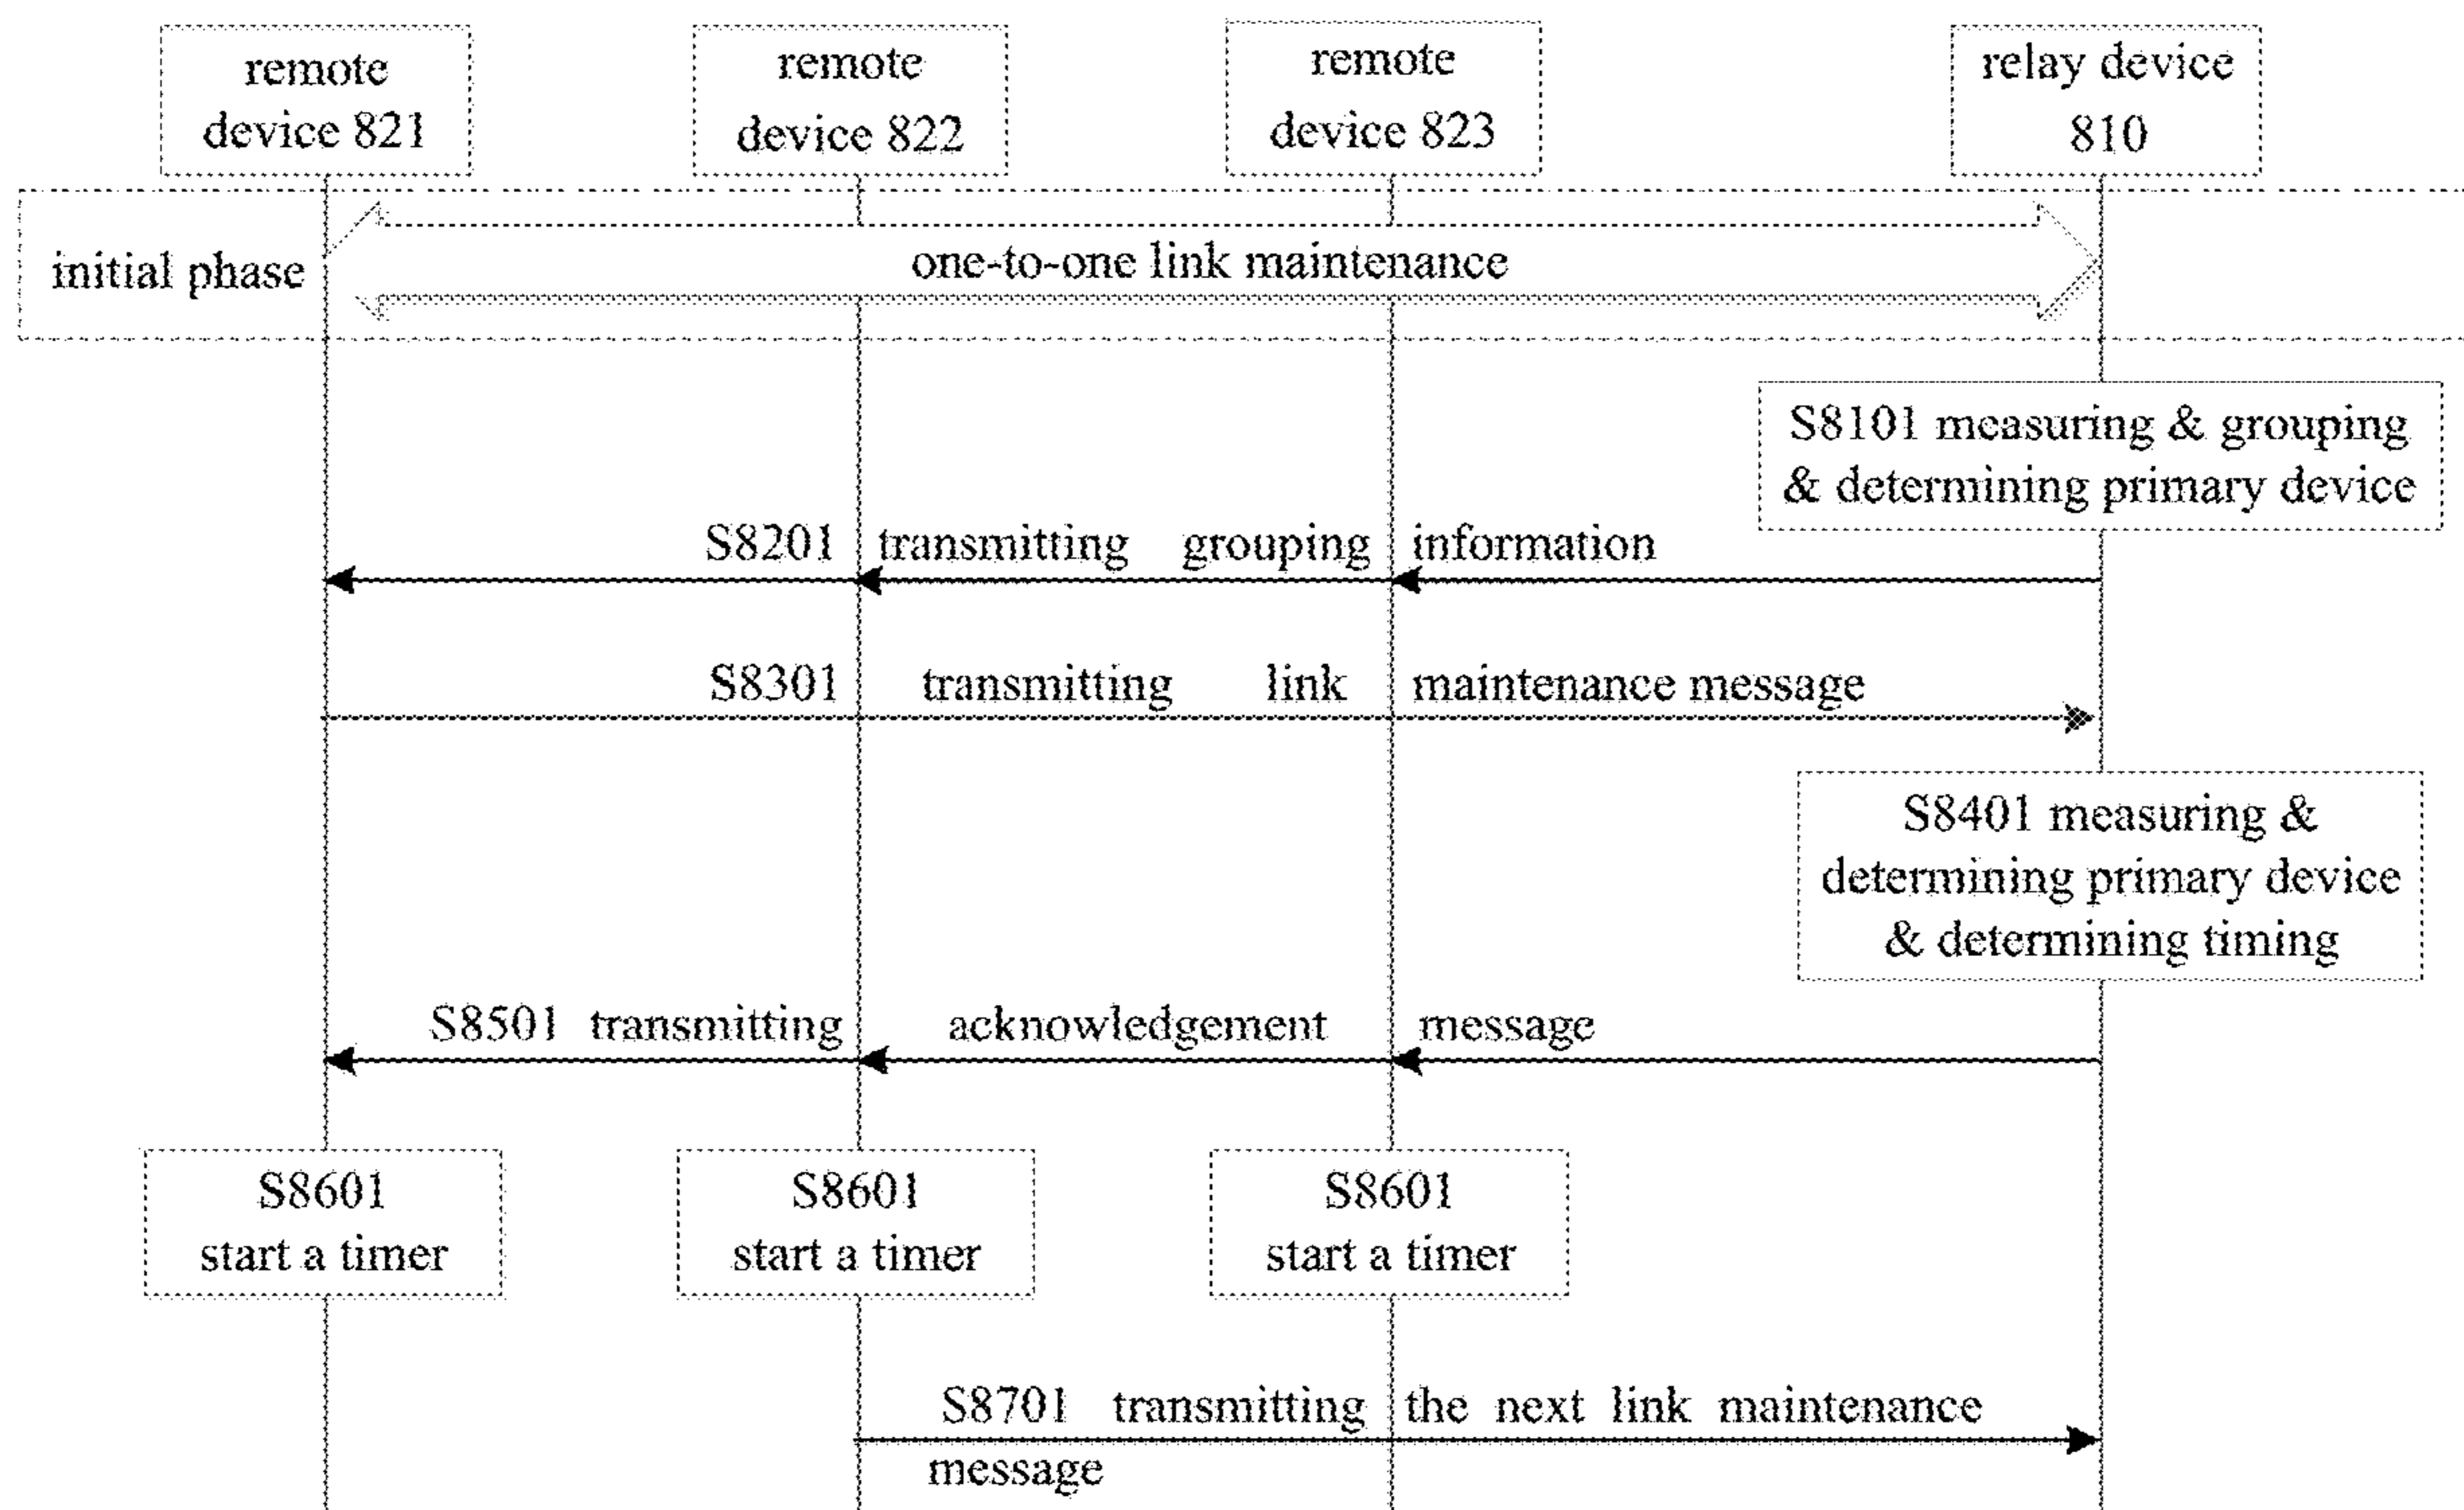 remote
device 821
remote
device 822
remote
device 823
relay device
810
initial phase
one-to-one link maintenance
S8101 measuring & grouping
& determining primary device
S8201 transmitting grouping information
S8301 transmitting link maintenance message
S8401 measuring &
determining primary device
& determining timing
S8501 transmitting acknowledgement message
S8601
start a timer
S8601
start a timer
S8601
start a timer
S8701 transmitting the next link maintenance
message